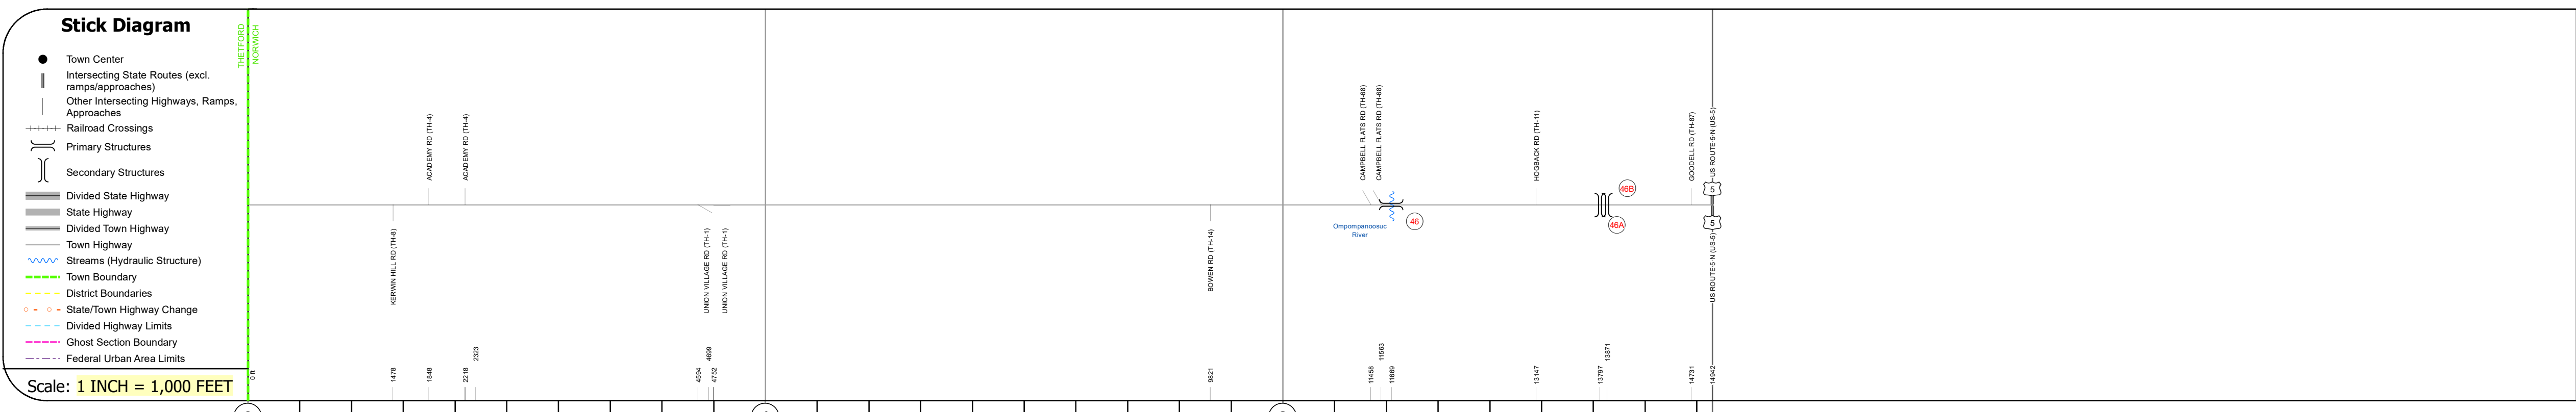 Stick Diagram
Town Center
Intersecting State Routes (excl.
ramps/approaches)
Other Intersecting Highways, Ramps,
Approaches
Railroad Crossings
Primary Structures
Secondary Structures
Divided State Highway
State Highway
Divided Town Highway
Town Highway
Streams (Hydraulic Structure)
Town Boundary
District Boundaries
State/Town Highway Change
Divided Highway Limits
Ghost Section Boundary
Federal Urban Area Limits
Scale: 1 INCH = 1,000 FEET
THETFORD
NORWICH
ACADEMY RD (TH-4)
ACADEMY RD (TH-4)
CAMPBELL FLATS RD (TH-68)
CAMPBELL FLATS RD (TH-68)
HOGBACK RD (TH-11)
GOODELL RD (TH-87)
US ROUTE-5 N (US-5)
5
46B
46
46A
5
Ompompanoosuc
River
KERWIN HILL RD (TH-8)
UNION VILLAGE RD (TH-1)
UNION VILLAGE RD (TH-1)
BOWEN RD (TH-14)
US ROUTE-5 N (US-5)
0 ft
1478
1848
2218
2323
4594
4699
4752
9821
11458
11563
11669
13147
13797
13871
14731
14942